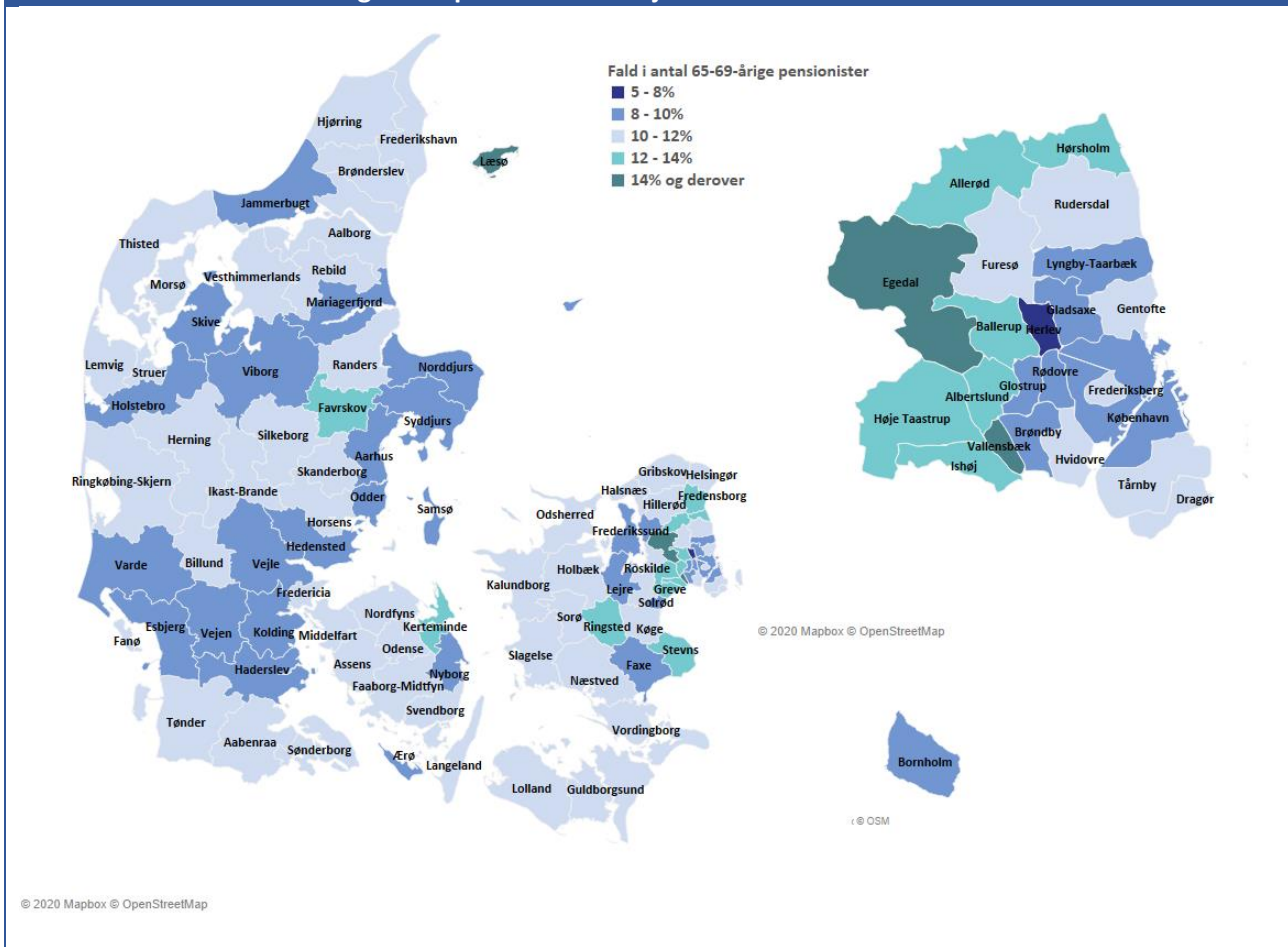 Fald i antal 65-69-årige pensionister
5 - 8%
8 - 10%
10 - 12%
12 - 14%
14% og derover
Hjørring
Frederikshavn
Læsø
Brønderslev
Jammerbugt
Aalborg
Thisted
Vesthimmerlands
Rebild
Morsø
Mariagerfjord
Skive
Lemvig
Struer
Viborg
Randers
Norddjurs
Holstebro
Favrskov
Syddjurs
Herning
Silkeborg
Aarhus
Skanderborg
Ringkøbing-Skjern
Ikast-Brande
Odder
Samsø
Horsens
Hedensted
Varde
Billund
Vejle
Fredericia
Nordfyns
Kerteminde
Esbjerg
Vejen
Kolding
Middelfart
Fanø
Odense
Assens
Haderslev
Nyborg
Faaborg-Midtfyn
Svendborg
Tønder
Aabenraa
Sønderborg
Ærø
Langeland
Gribskov
Helsingør
Halsnæs
Hillerød
Fredensborg
Odsherred
Frederikssund
Holbæk
Roskilde
Kalundborg
Lejre
Greve
Solrød
Sorø
Ringsted
Køge
Stevns
Slagelse
Faxe
Næstved
Vordingborg
Lolland
Guldborgsund
Hørsholm
Allerød
Rudersdal
Furesø
Lyngby-Taarbæk
Egedal
Gladsaxe
Gentofte
Ballerup
Herlev
Rødovre
Glostrup
Frederiksberg
Albertslund
København
Høje Taastrup
Brøndby
Vallensbæk
Hvidovre
Ishøj
Tårnby
Dragør
© 2020 Mapbox © OpenStreetMap
Bornholm
© OSM
© 2020 Mapbox © OpenStreetMap